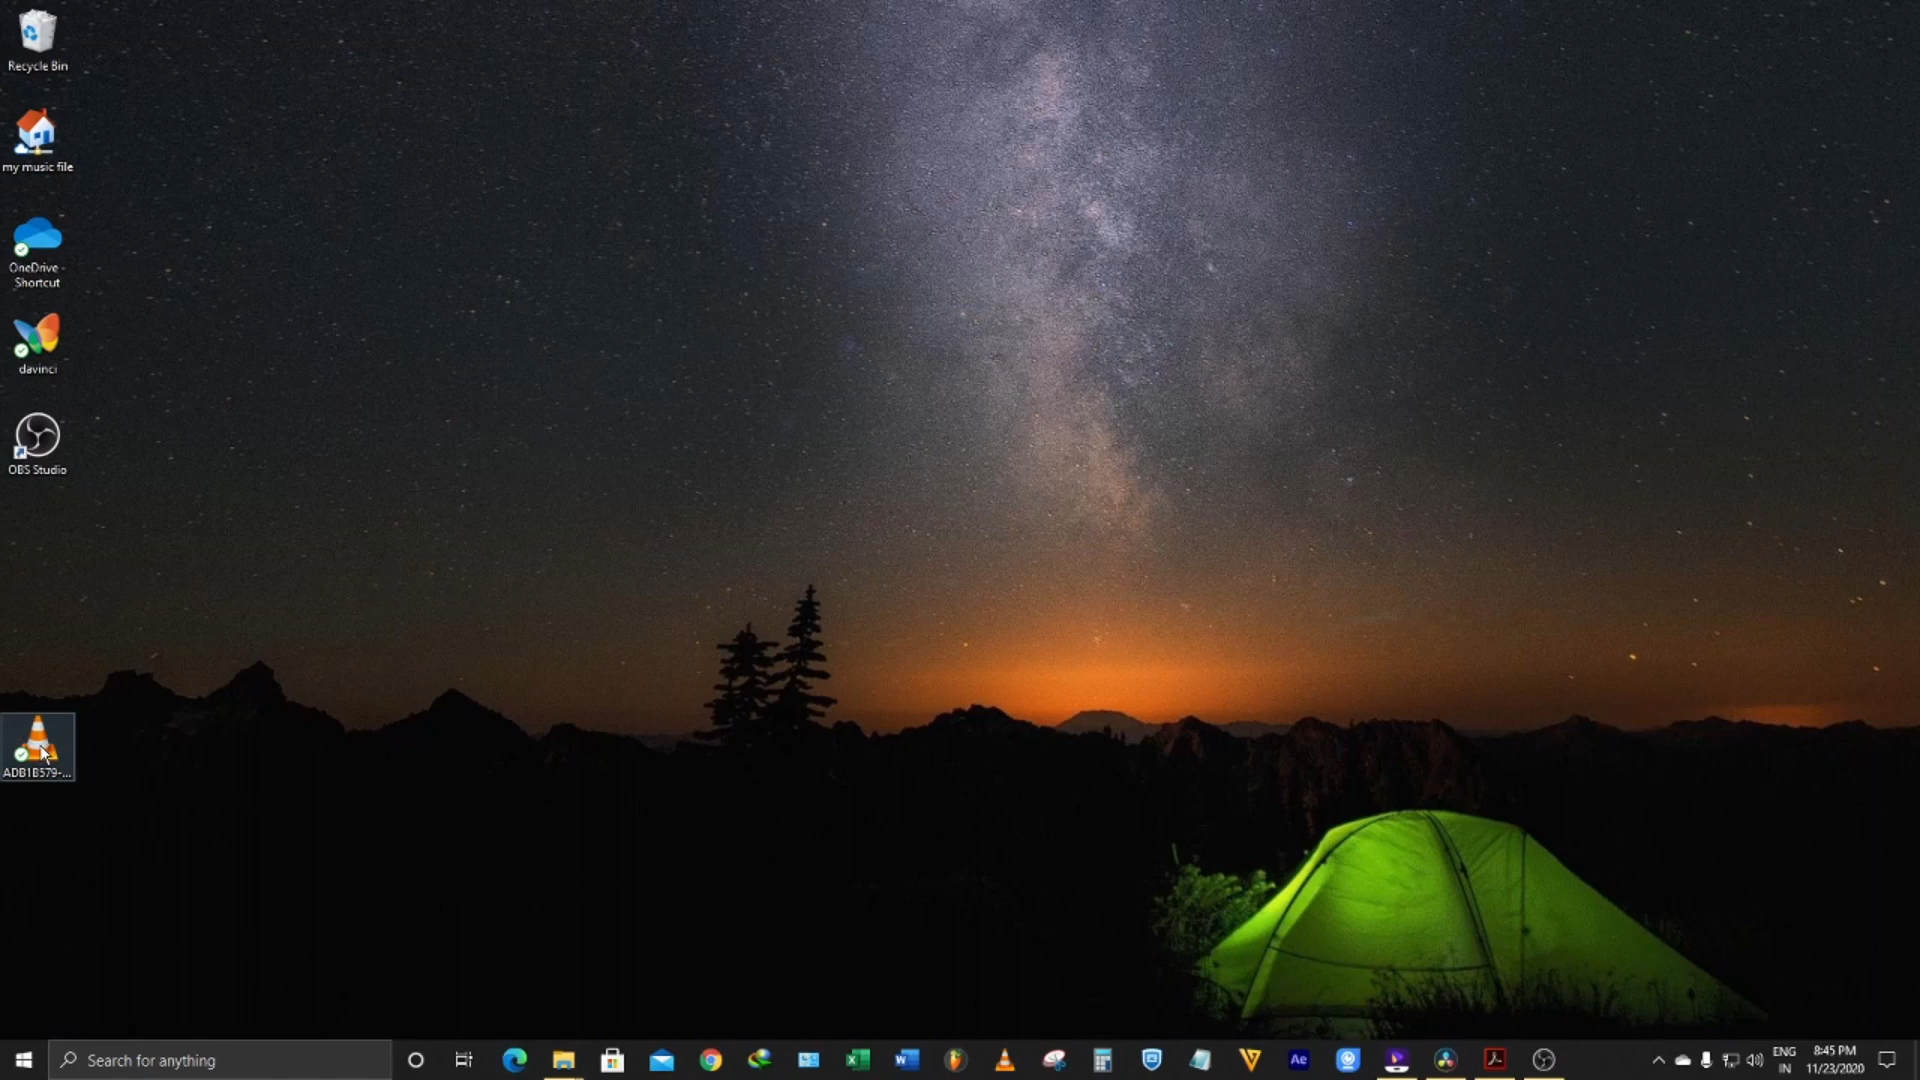 Recycle Bin
my music file
OneDrive -
Shortcut
davinci
OBS Studio
ADB1B579-...
Search for anything
Ae
ENG
IN
8:45 PM
11/23/2020